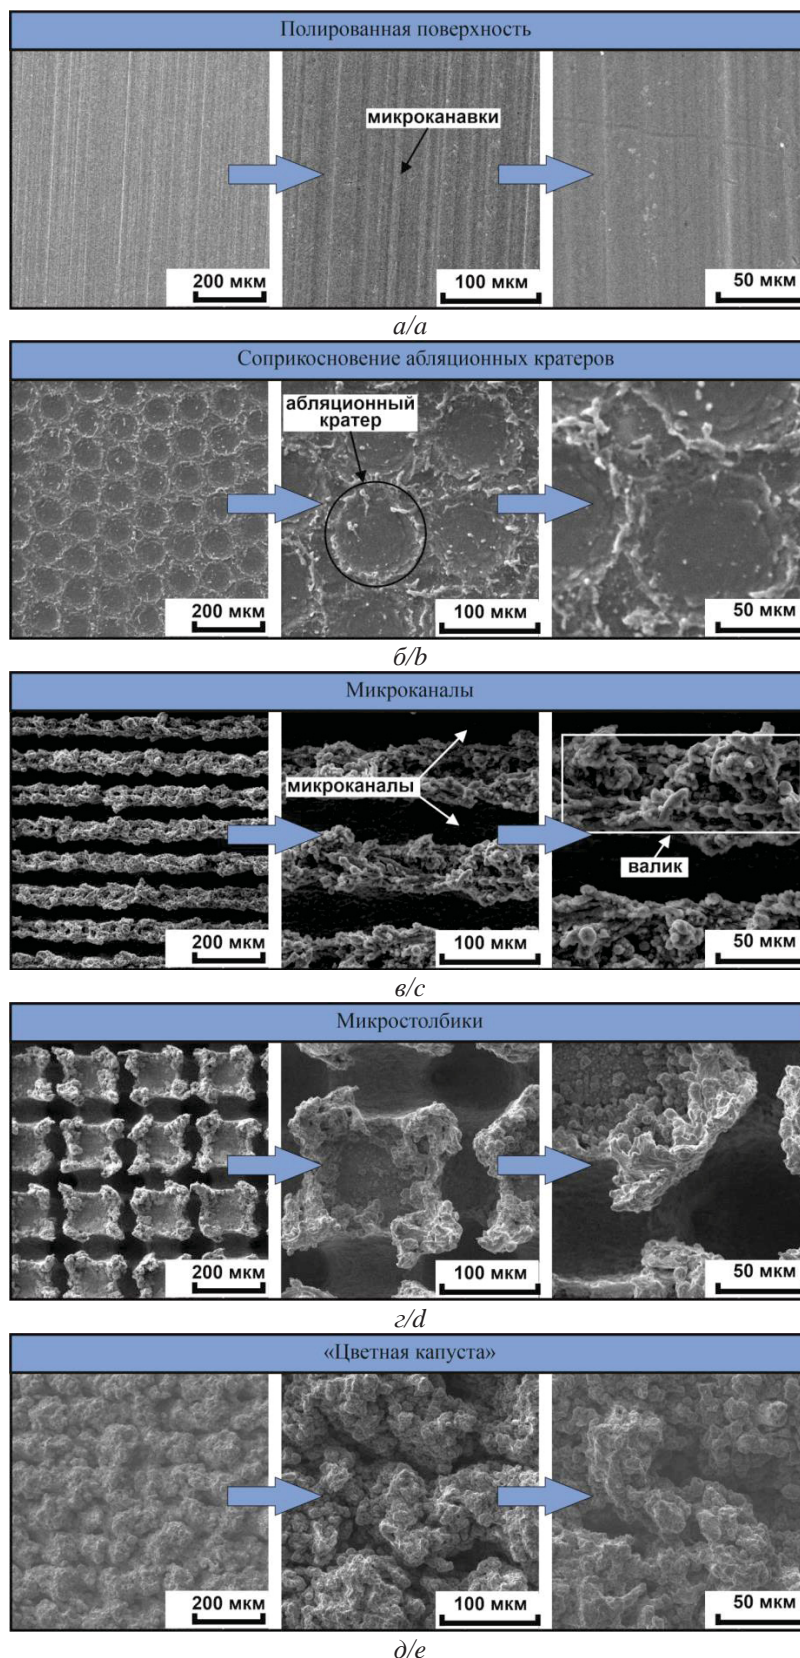 Полированная поверхность
микроканавки
200 мкм
100 мкм
50 мкм
а/a
Соприкосновение абляционных кратеров
абляционный
кратер
200 мкм
100 мкм
50 мкм
б/b
Микроканалы
микроканалы
валик
200 мкм
100 мкм
50 мкм
в/c
Микростолбики
200 мкм
100 мкм
50 мкм
г/d
«Цветная капуста»
200 мкм
100 мкм
50 мкм
д/e